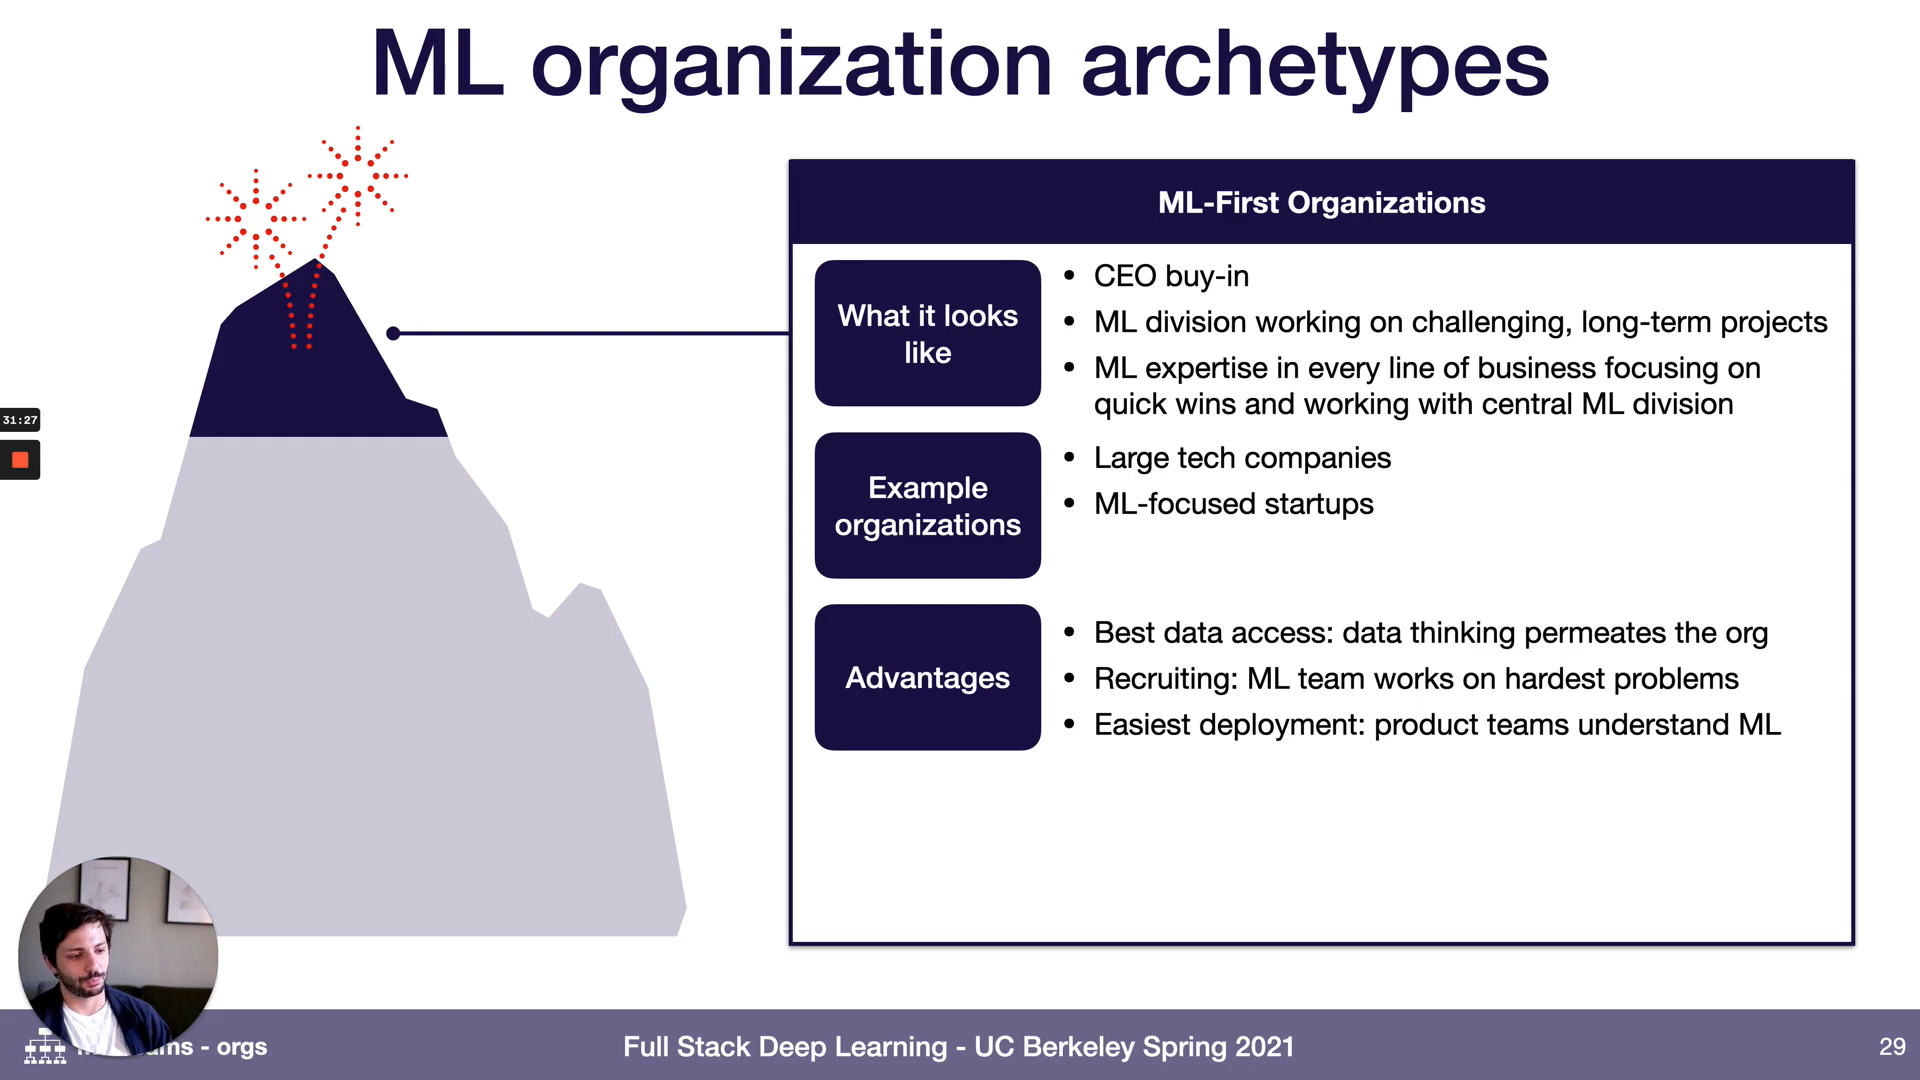 ML organization archetypes
ML-First Organizations
What it looks
like
• CEO buy-in
• ML division working on challenging, long-term projects
• ML expertise in every line of business focusing on
quick wins and working with central ML division
Example
organizations
• Large tech companies
• ML-focused startups
Advantages
• Best data access: data thinking permeates the org
• Recruiting: ML team works on hardest problems
• Easiest deployment: product teams understand ML
31:27
- orgs
Full Stack Deep Learning - UC Berkeley Spring 2021
29